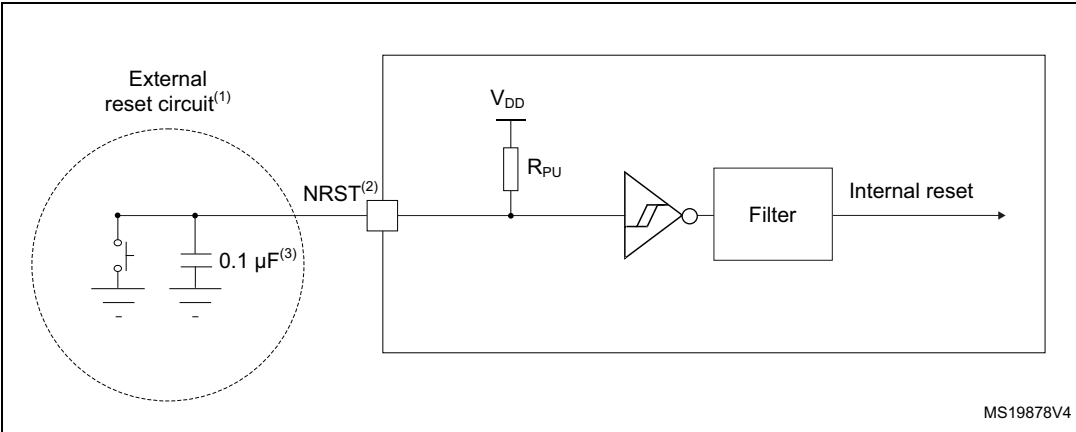 External
reset circuit(1)
VDD
RPU
NRST(2)
Filter
Internal reset
0.1 µF(3)
MS19878V4